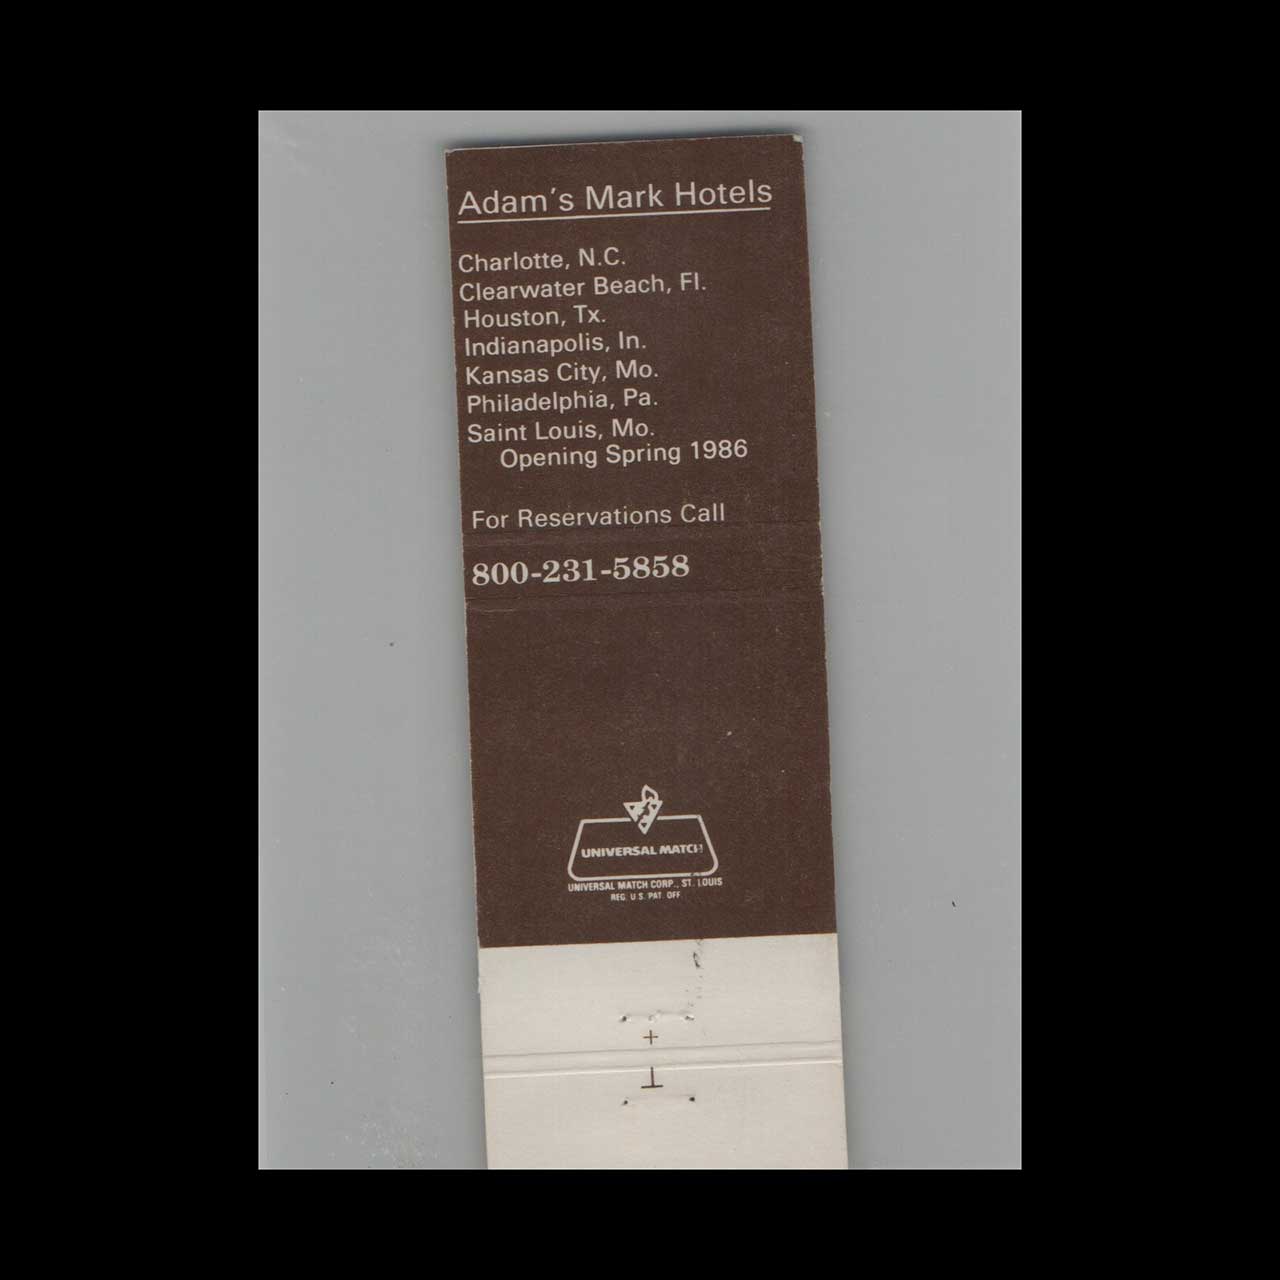 Adam's Mark Hotels
Charlotte, N.C.
Clearwater Beach, Fl.
Houston, Tx.
Indianapolis, In.
Kansas City, Mo.
Philadelphia, Pa.
Saint Louis, Mo.
Opening Spring 1986
For Reservations Call
800-231-5858
UNIVERSAL MATCH
UNIVERSAL MATCH CORP., ST. LOUIS
REG. U.S. PAT. OFF.